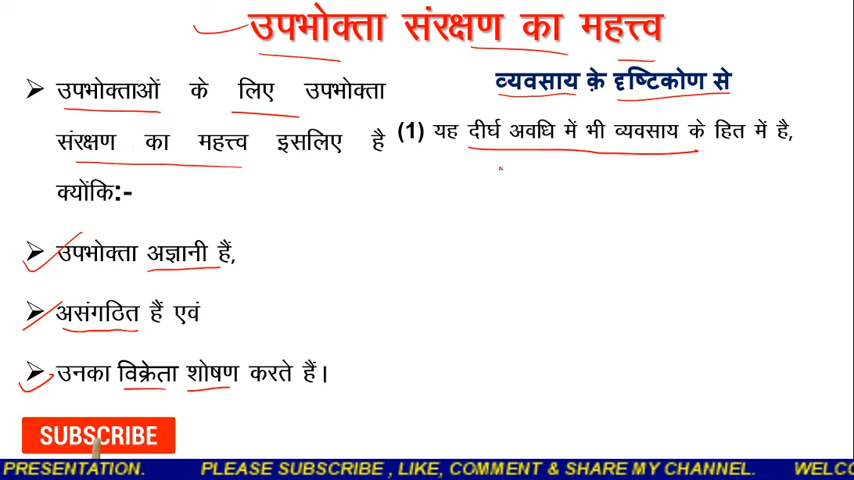 उपभोक्ता संरक्षण का महत्त्व
➢ उपभोक्ताओं के लिए उपभोक्ता
संरक्षण का महत्त्व इसलिए है
क्योंकि:-
➢ उपभोक्ता अज्ञानी हैं,
➢ असंगठित हैं एवं
➢ उनका विक्रेता शोषण करते हैं।
व्यवसाय क़े दृष्टिकोण से
(1) यह दीर्घ अवधि में भी व्यवसाय के हित में है,
SUBSCRIBE
PRESENTATION. PLEASE SUBSCRIBE , LIKE, COMMENT & SHARE MY CHANNEL. WELCO